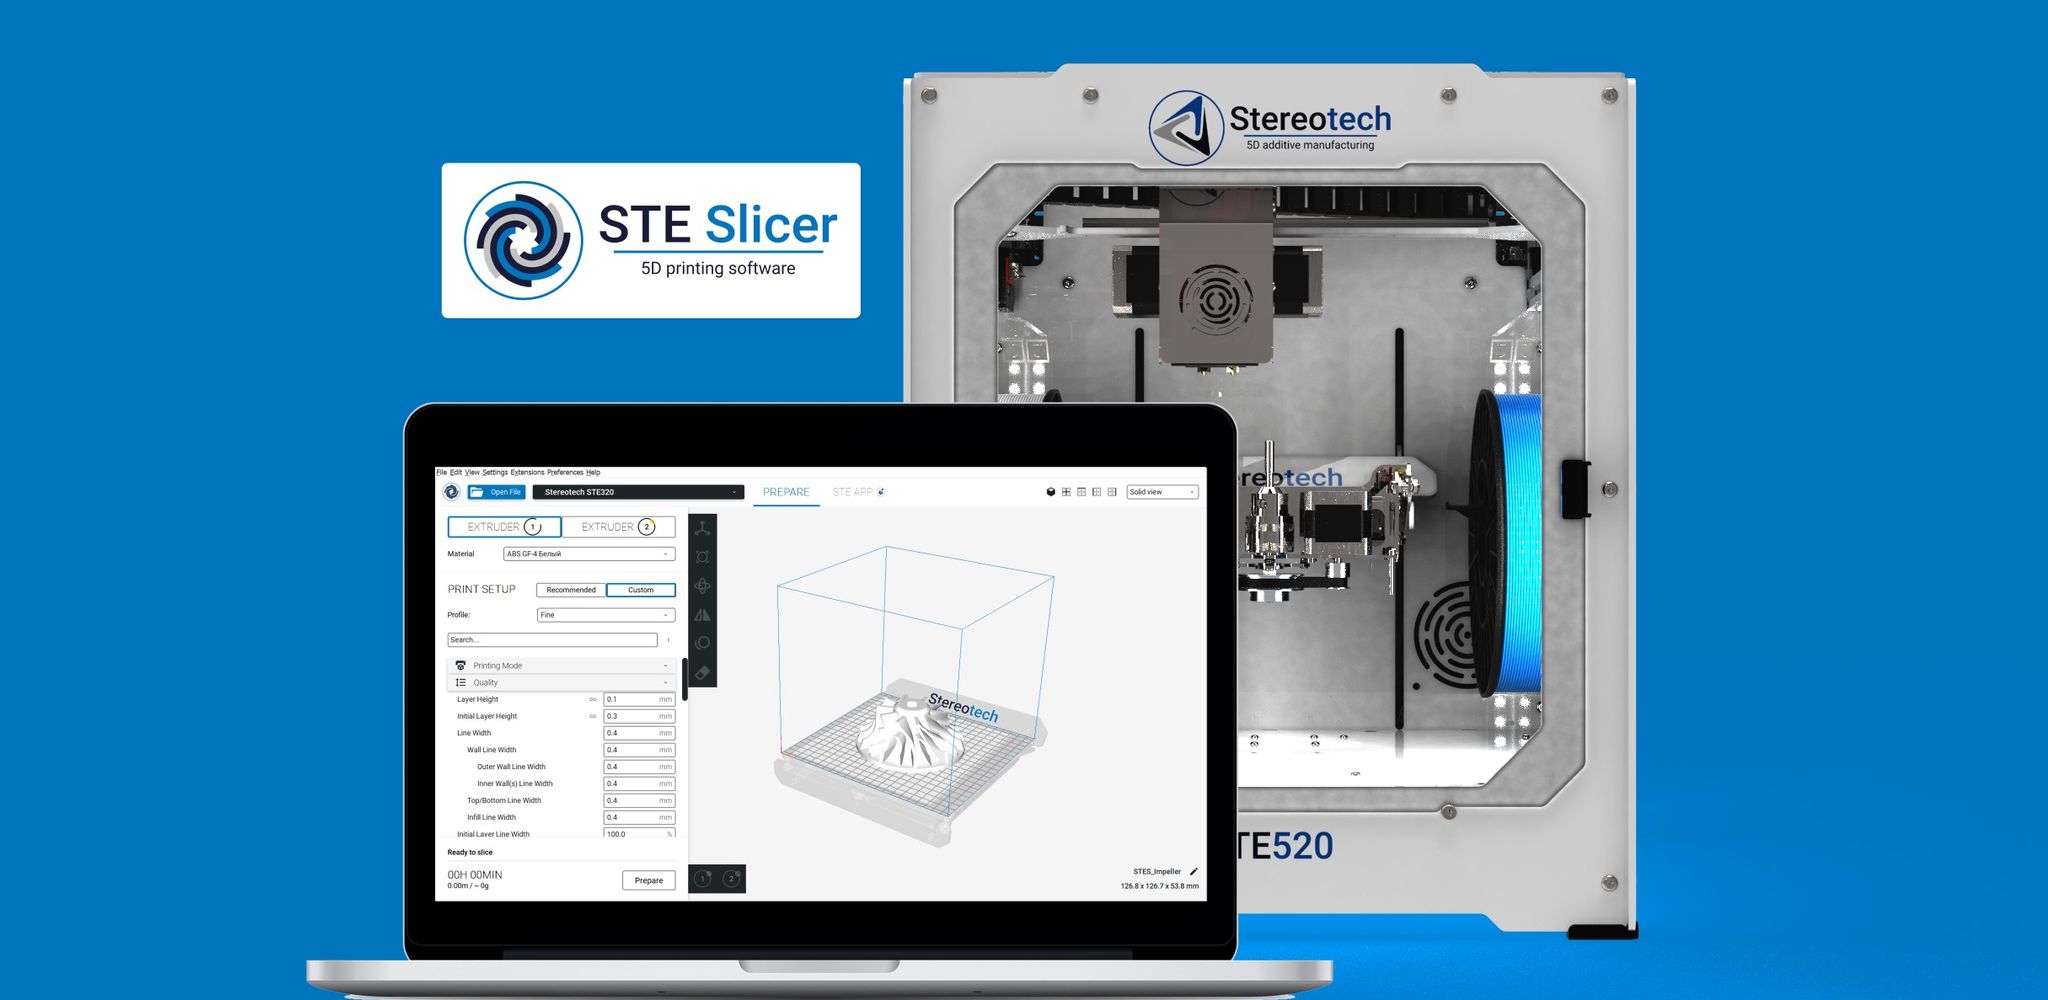 Stereotech
5D additive manufacturing
STE Slicer
5D printing software
File Edit View Settings Extensions Preferences Help
Open File
Stereotech STE320
PREPARE
STE APP
Solid view
EXTRUDER 1
EXTRUDER 2
Material
ABS GF-4 Белый
PRINT SETUP
Recommended
Custom
Profile:
Fine
Search...
Printing Mode
Quality
Layer Height 0.1 mm
Initial Layer Height 0.3 mm
Line Width 0.4 mm
Wall Line Width 0.4 mm
Outer Wall Line Width 0.4 mm
Inner Wall(s) Line Width 0.4 mm
Top/Bottom Line Width 0.4 mm
Infill Line Width 0.4 mm
Initial Layer Line Width 100.0 %
Ready to slice
00H 00MIN
0.00m / ~ 0g
Prepare
1 2
Stereotech
STES_Impeller
126.8 x 126.7 x 53.8 mm
reotech
TE520